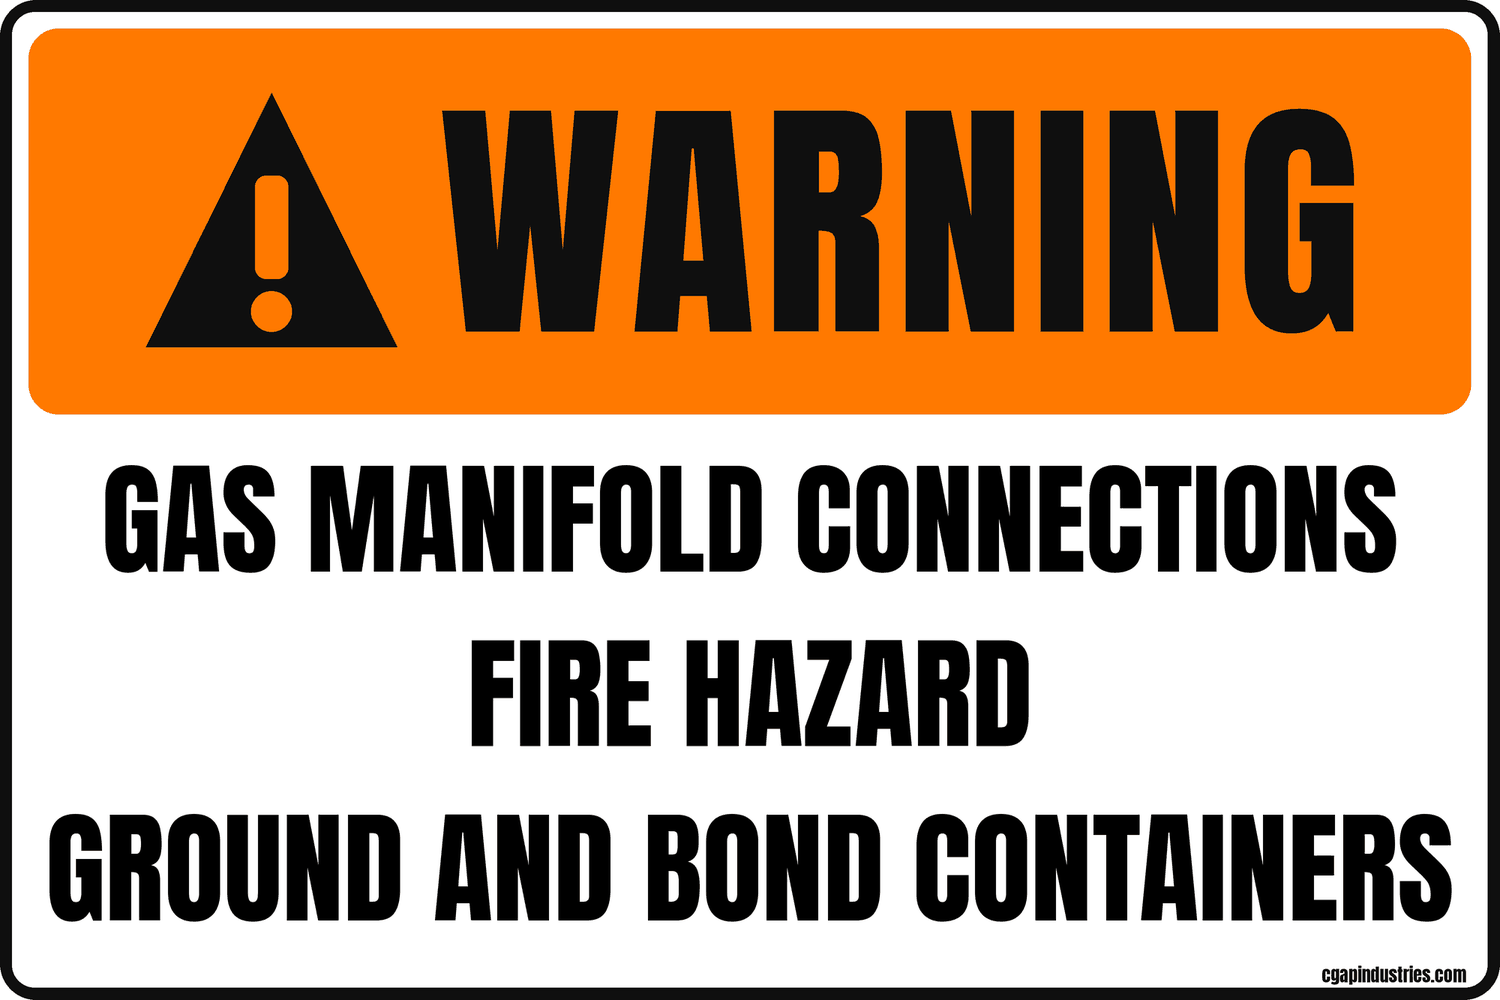 WARNING
GAS MANIFOLD CONNECTIONS
FIRE HAZARD
GROUND AND BOND CONTAINERS
cgapindustries.com